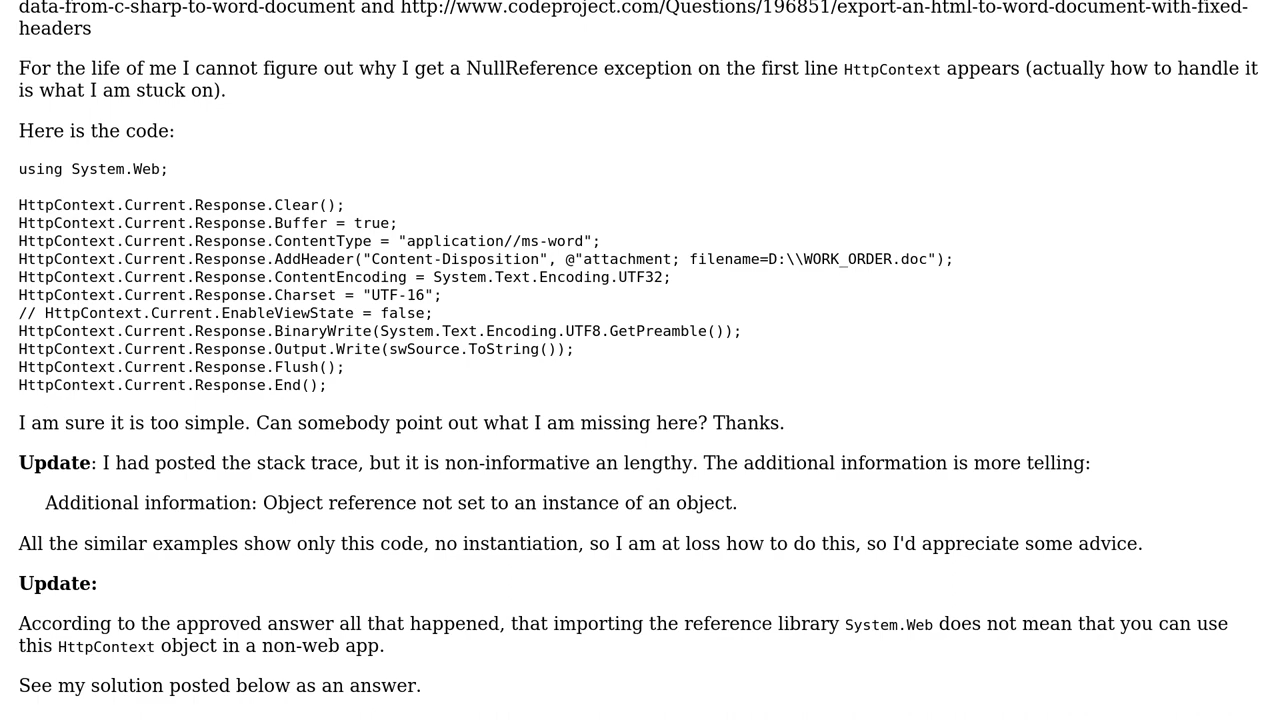 data-from-c-sharp-to-word-document and http://www.codeproject.com/Questions/196851/export-an-html-to-word-document-with-fixed-
headers
For the life of me I cannot figure out why I get a NullReference exception on the first line HttpContext appears (actually how to handle it
is what I am stuck on).
Here is the code:
using System.Web;
HttpContext.Current.Response.Clear();
HttpContext.Current.Response.Buffer = true;
HttpContext.Current.Response.ContentType = "application//ms-word";
HttpContext.Current.Response.AddHeader("Content-Disposition", @"attachment; filename=D:\\WORK_ORDER.doc");
HttpContext.Current.Response.ContentEncoding = System.Text.Encoding.UTF32;
HttpContext.Current.Response.Charset = "UTF-16";
// HttpContext.Current.EnableViewState = false;
HttpContext.Current.Response.BinaryWrite(System.Text.Encoding.UTF8.GetPreamble());
HttpContext.Current.Response.Output.Write(swSource.ToString());
HttpContext.Current.Response.Flush();
HttpContext.Current.Response.End();
I am sure it is too simple. Can somebody point out what I am missing here? Thanks.
Update: I had posted the stack trace, but it is non-informative an lengthy. The additional information is more telling:
Additional information: Object reference not set to an instance of an object.
All the similar examples show only this code, no instantiation, so I am at loss how to do this, so I'd appreciate some advice.
Update:
According to the approved answer all that happened, that importing the reference library System.Web does not mean that you can use
this HttpContext object in a non-web app.
See my solution posted below as an answer.